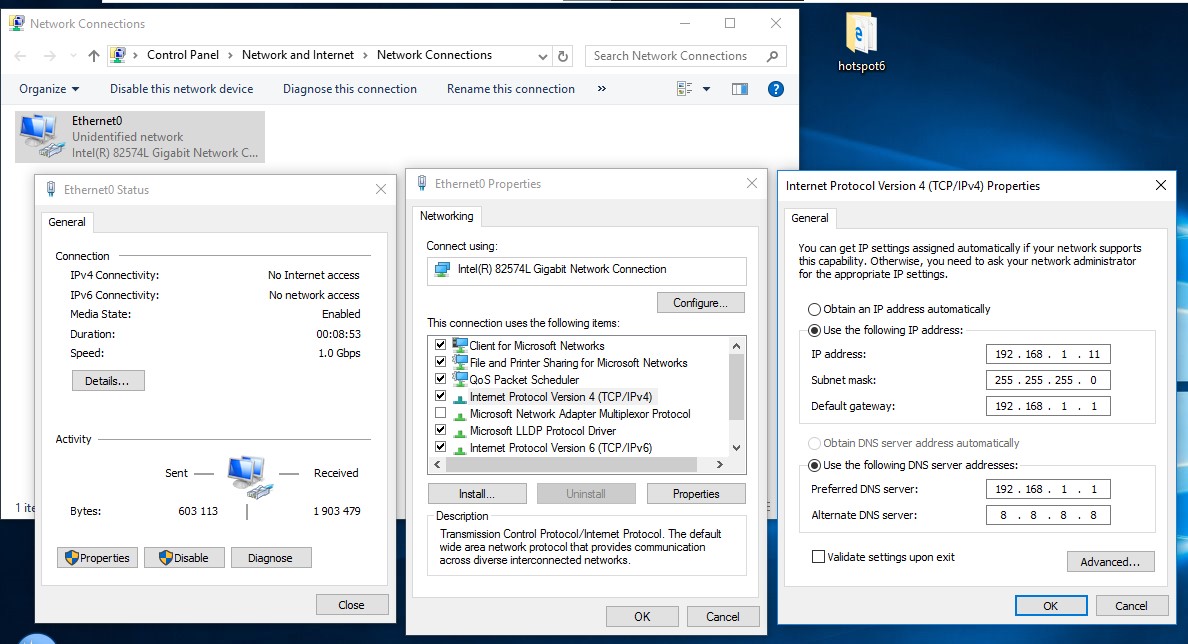 Network Connections
Control Panel > Network and Internet > Network Connections
Search Network Connections
Organize
Disable this network device
Diagnose this connection
Rename this connection
»
Ethernet0
Unidentified network
Intel(R) 82574L Gigabit Network C...
hotspot6
Ethernet0 Status
General
Connection
IPv4 Connectivity: No Internet access
IPv6 Connectivity: No network access
Media State: Enabled
Duration: 00:08:53
Speed: 1.0 Gbps
Details...
Activity
Sent — — Received
Bytes: 603 113 | 1 903 479
Properties
Disable
Diagnose
Close
1 ite
Ethernet0 Properties
Networking
Connect using:
Intel(R) 82574L Gigabit Network Connection
Configure...
This connection uses the following items:
Client for Microsoft Networks
File and Printer Sharing for Microsoft Networks
QoS Packet Scheduler
Internet Protocol Version 4 (TCP/IPv4)
Microsoft Network Adapter Multiplexor Protocol
Microsoft LLDP Protocol Driver
Internet Protocol Version 6 (TCP/IPv6)
Install...
Uninstall
Properties
Description
Transmission Control Protocol/Internet Protocol. The default
wide area network protocol that provides communication
across diverse interconnected networks.
OK
Cancel
Internet Protocol Version 4 (TCP/IPv4) Properties
General
You can get IP settings assigned automatically if your network supports
this capability. Otherwise, you need to ask your network administrator
for the appropriate IP settings.
Obtain an IP address automatically
Use the following IP address:
IP address: 192 . 168 . 1 . 11
Subnet mask: 255 . 255 . 255 . 0
Default gateway: 192 . 168 . 1 . 1
Obtain DNS server address automatically
Use the following DNS server addresses:
Preferred DNS server: 192 . 168 . 1 . 1
Alternate DNS server: 8 . 8 . 8 . 8
Validate settings upon exit
Advanced...
OK
Cancel